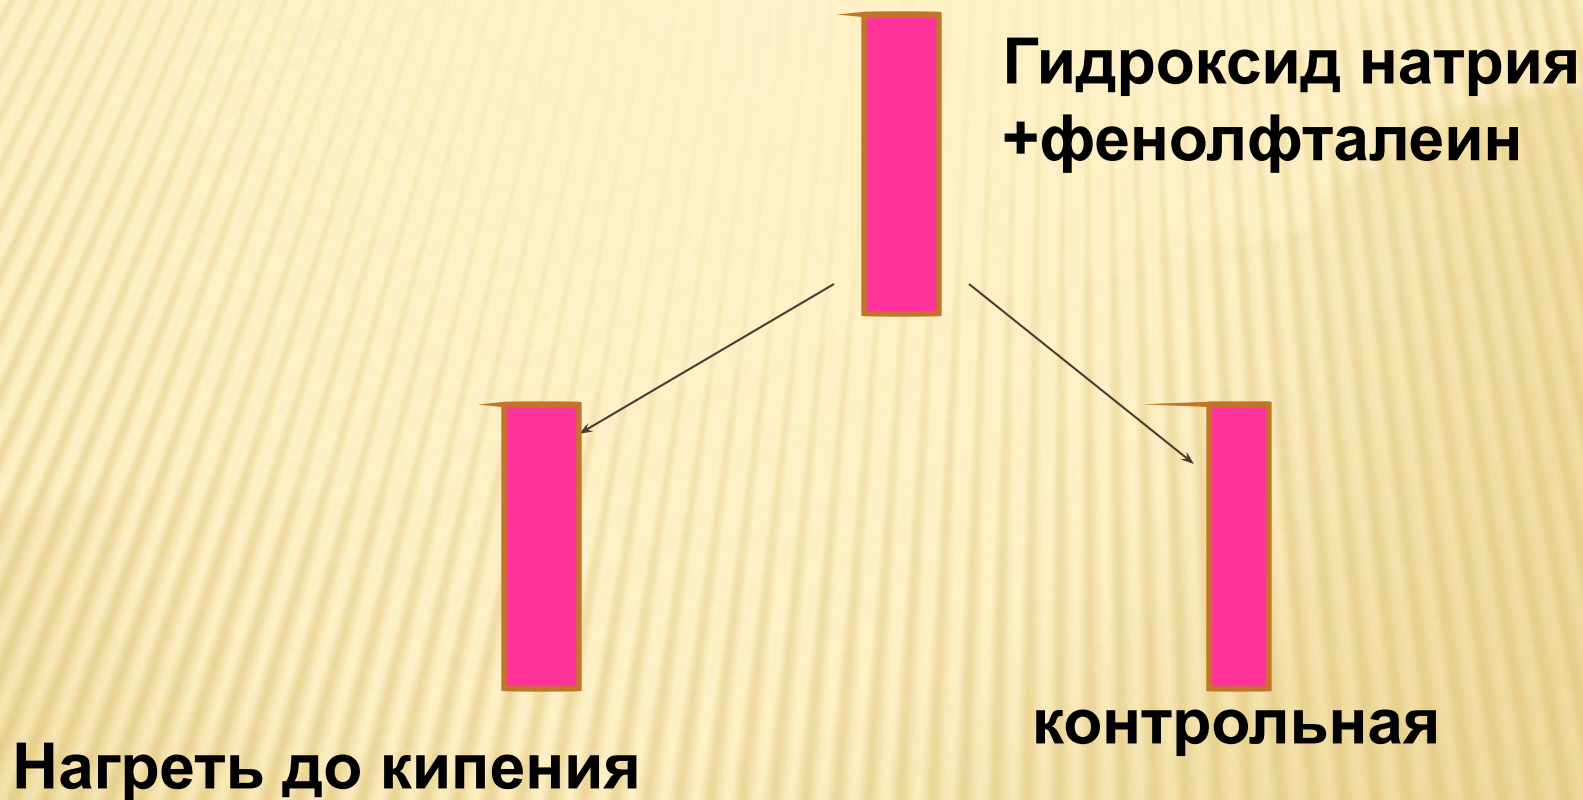 Гидроксид натрия
+фенолфталеин
контрольная
Нагреть до кипения